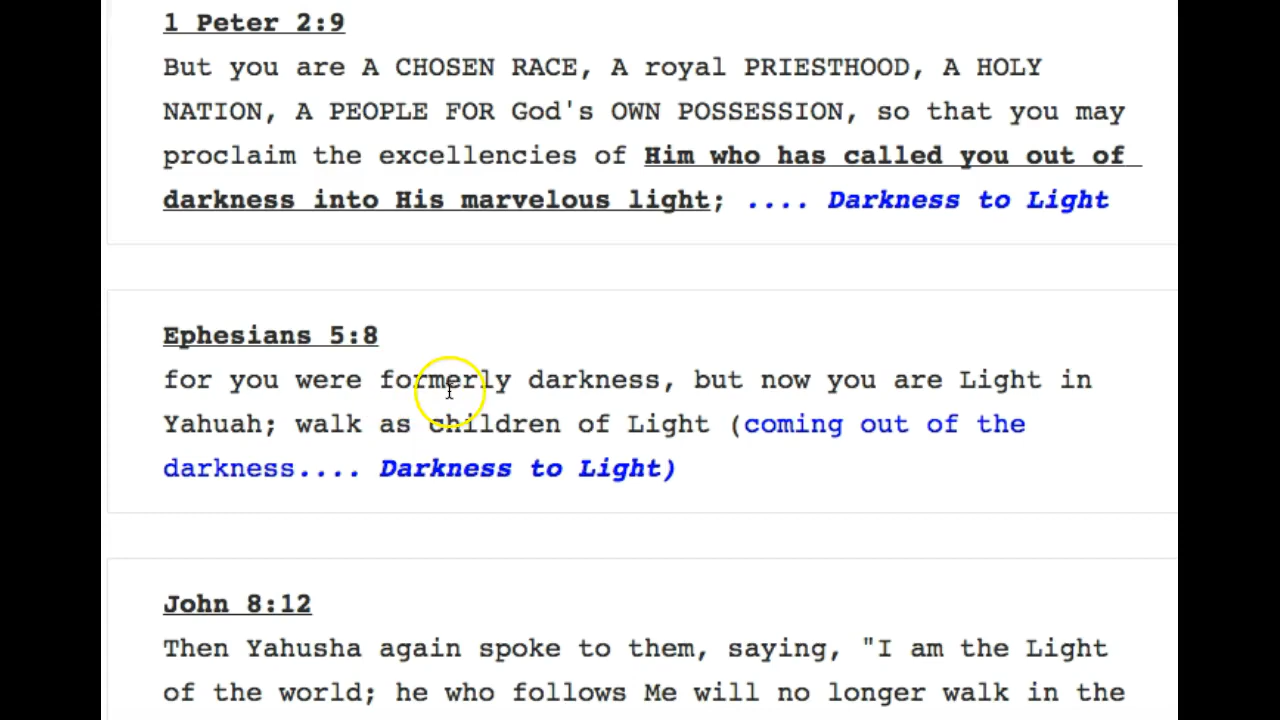 1 Peter 2:9
But you are A CHOSEN RACE, A royal PRIESTHOOD, A HOLY
NATION, A PEOPLE FOR God's OWN POSSESSION, so that you may
proclaim the excellencies of Him who has called you out of
darkness into His marvelous light; .... Darkness to Light
Ephesians 5:8
for you were formerly darkness, but now you are Light in
Yahuah; walk as children of Light (coming out of the
darkness.... Darkness to Light)
John 8:12
Then Yahusha again spoke to them, saying, "I am the Light
of the world; he who follows Me will no longer walk in the